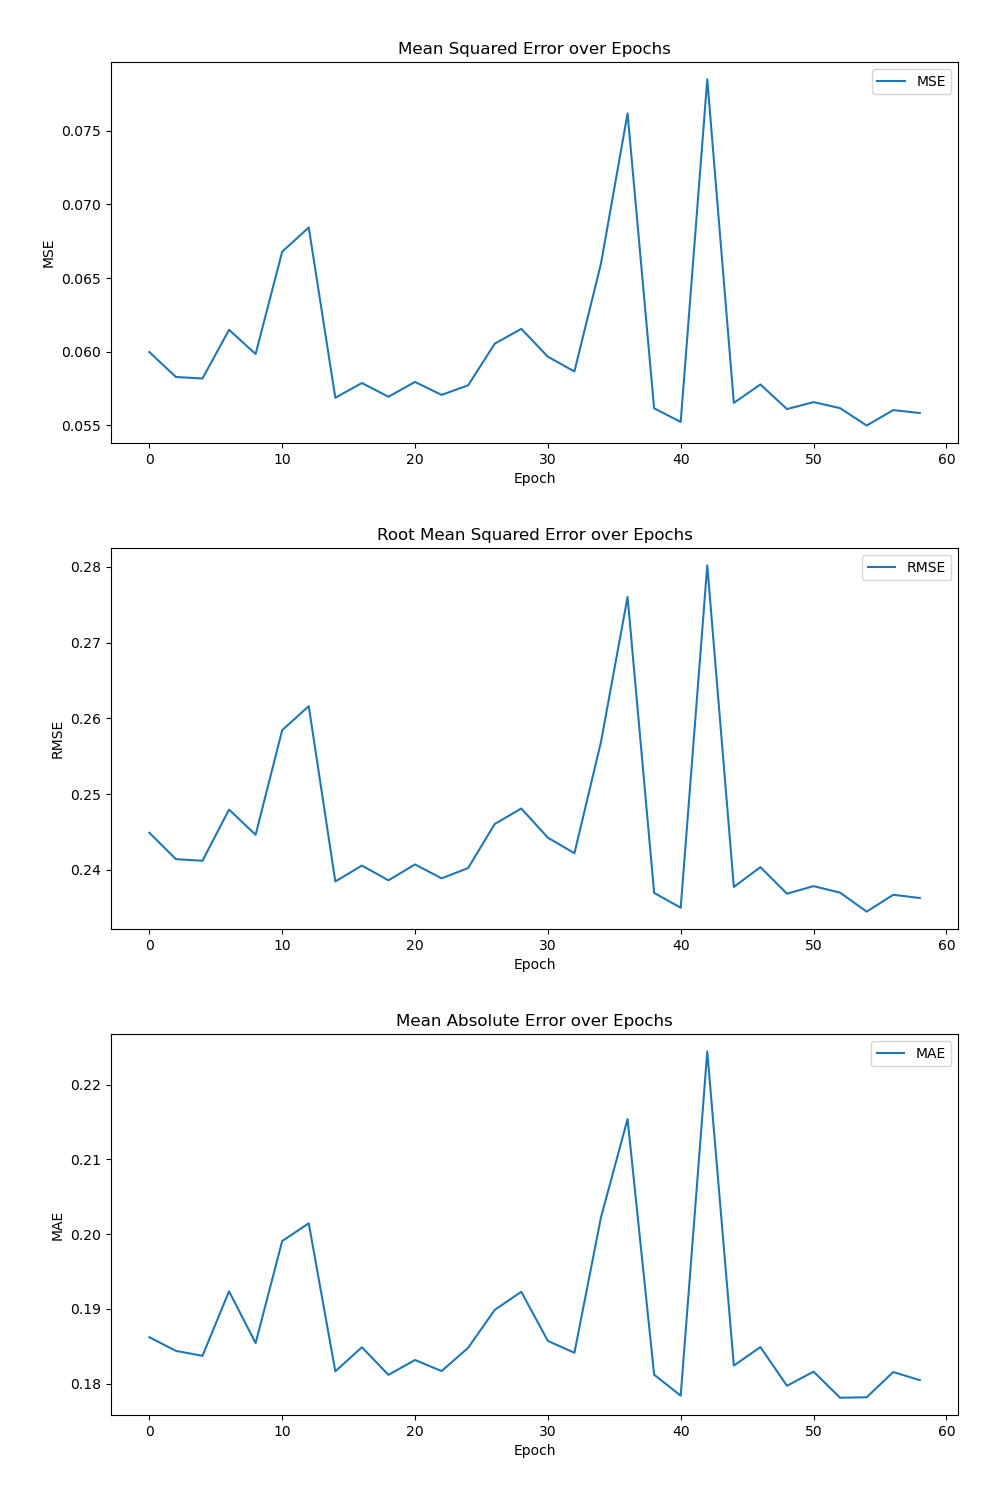 Mean Squared Error over Epochs
MSE
0.075
0.070
0.065
0.060
0.055
MSE
0 10 20 30 40 50 60
Epoch
Root Mean Squared Error over Epochs
RMSE
0.28
0.27
0.26
0.25
0.24
RMSE
0 10 20 30 40 50 60
Epoch
Mean Absolute Error over Epochs
MAE
0.22
0.21
0.20
0.19
0.18
MAE
0 10 20 30 40 50 60
Epoch